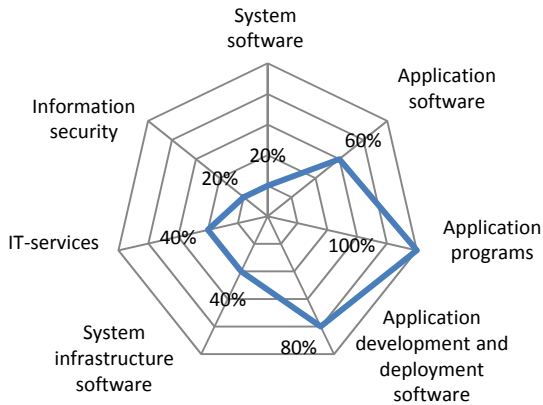 System
software
Application
software
Information
security
60%
20%
20%
Application
programs
IT-services
40%
100%
40%
Application
development and
deployment
software
80%
System
infrastructure
software